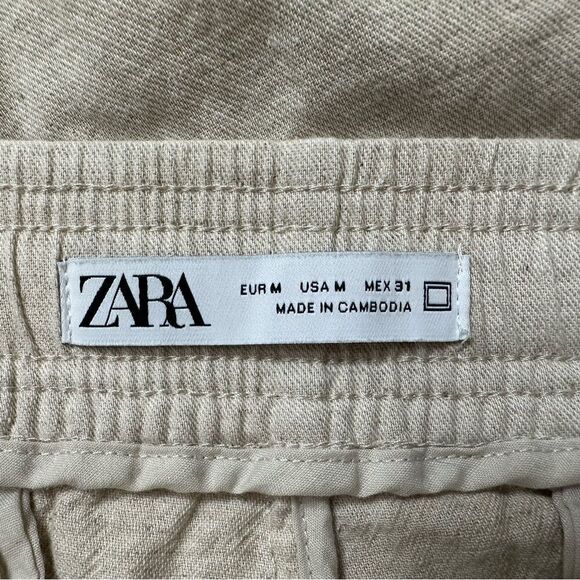 ZARA
EUR M USA M MEX 31
MADE IN CAMBODIA